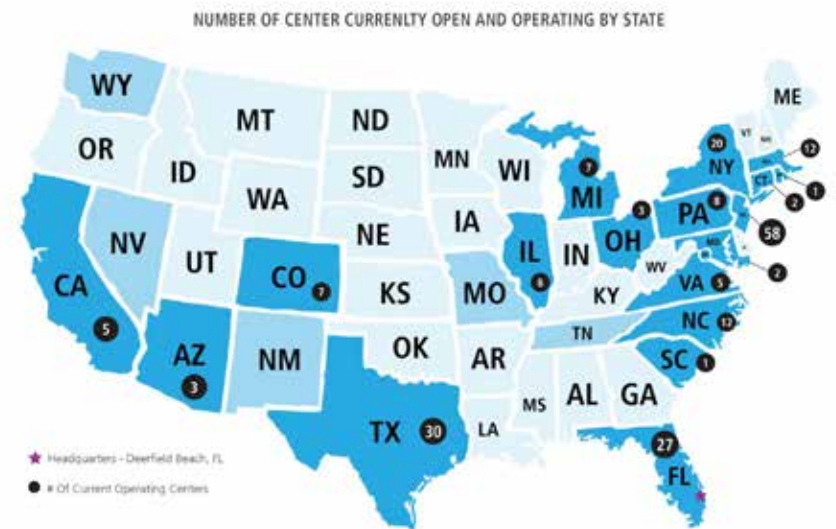 NUMBER OF CENTER CURRENLTY OPEN AND OPERATING BY STATE
WY
MT
ND
MN
ME
OR
ID
WA
SD
WI
7
MI
20
NY
VT
12
CT
1
2
NV
UT
NE
IA
IL
IN
3
OH
PA
8
58
CA
5
CO
7
KS
MO
KY
WV
VA
5
2
AZ
3
NM
OK
AR
TN
NC
SC
1
TX
30
LA
MS
AL
GA
27
FL
Headquarters - Deerfield Beach, FL
# Of Current Operating Centers